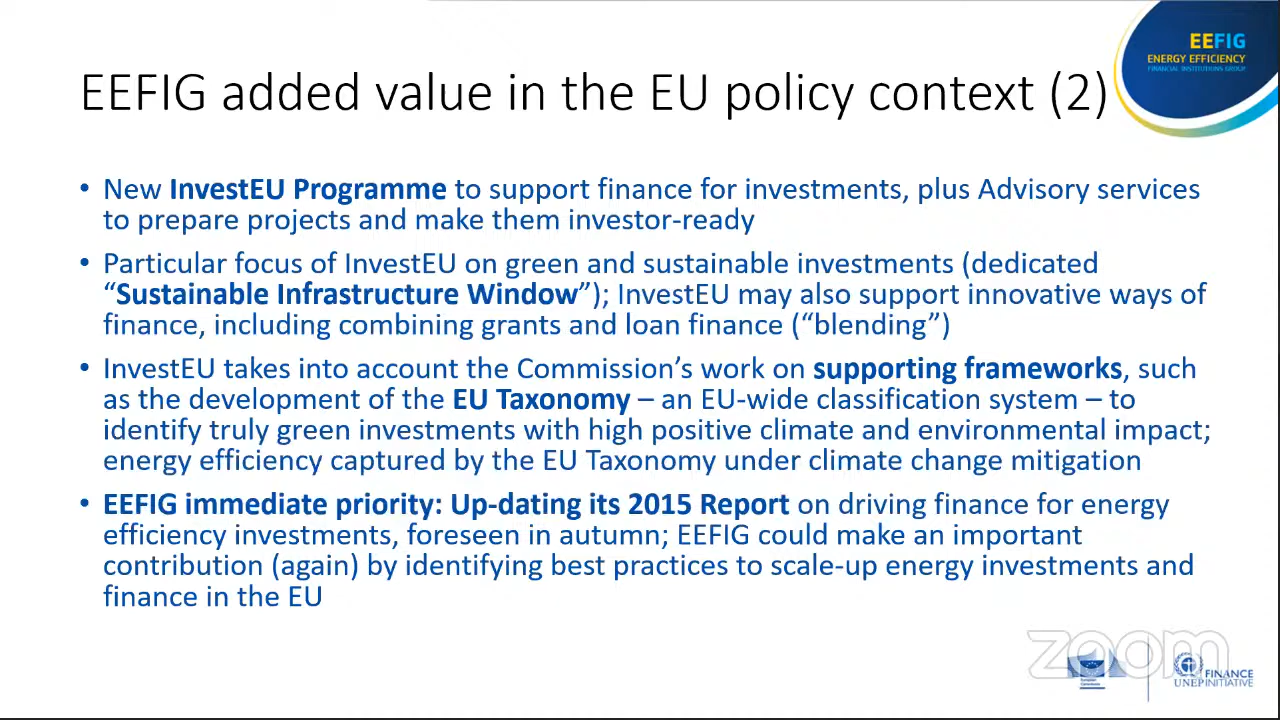 EEFIG
ENERGY EFFICIENCY
FINANCIAL INSTITUTIONS GROUP
EEFIG added value in the EU policy context (2)
• New InvestEU Programme to support finance for investments, plus Advisory services
to prepare projects and make them investor-ready
• Particular focus of InvestEU on green and sustainable investments (dedicated
“Sustainable Infrastructure Window”); InvestEU may also support innovative ways of
finance, including combining grants and loan finance (“blending”)
• InvestEU takes into account the Commission’s work on supporting frameworks, such
as the development of the EU Taxonomy – an EU-wide classification system – to
identify truly green investments with high positive climate and environmental impact;
energy efficiency captured by the EU Taxonomy under climate change mitigation
• EEFIG immediate priority: Up-dating its 2015 Report on driving finance for energy
efficiency investments, foreseen in autumn; EEFIG could make an important
contribution (again) by identifying best practices to scale-up energy investments and
finance in the EU
zoom
European
Commission
FINANCE
UNEP INITIATIVE